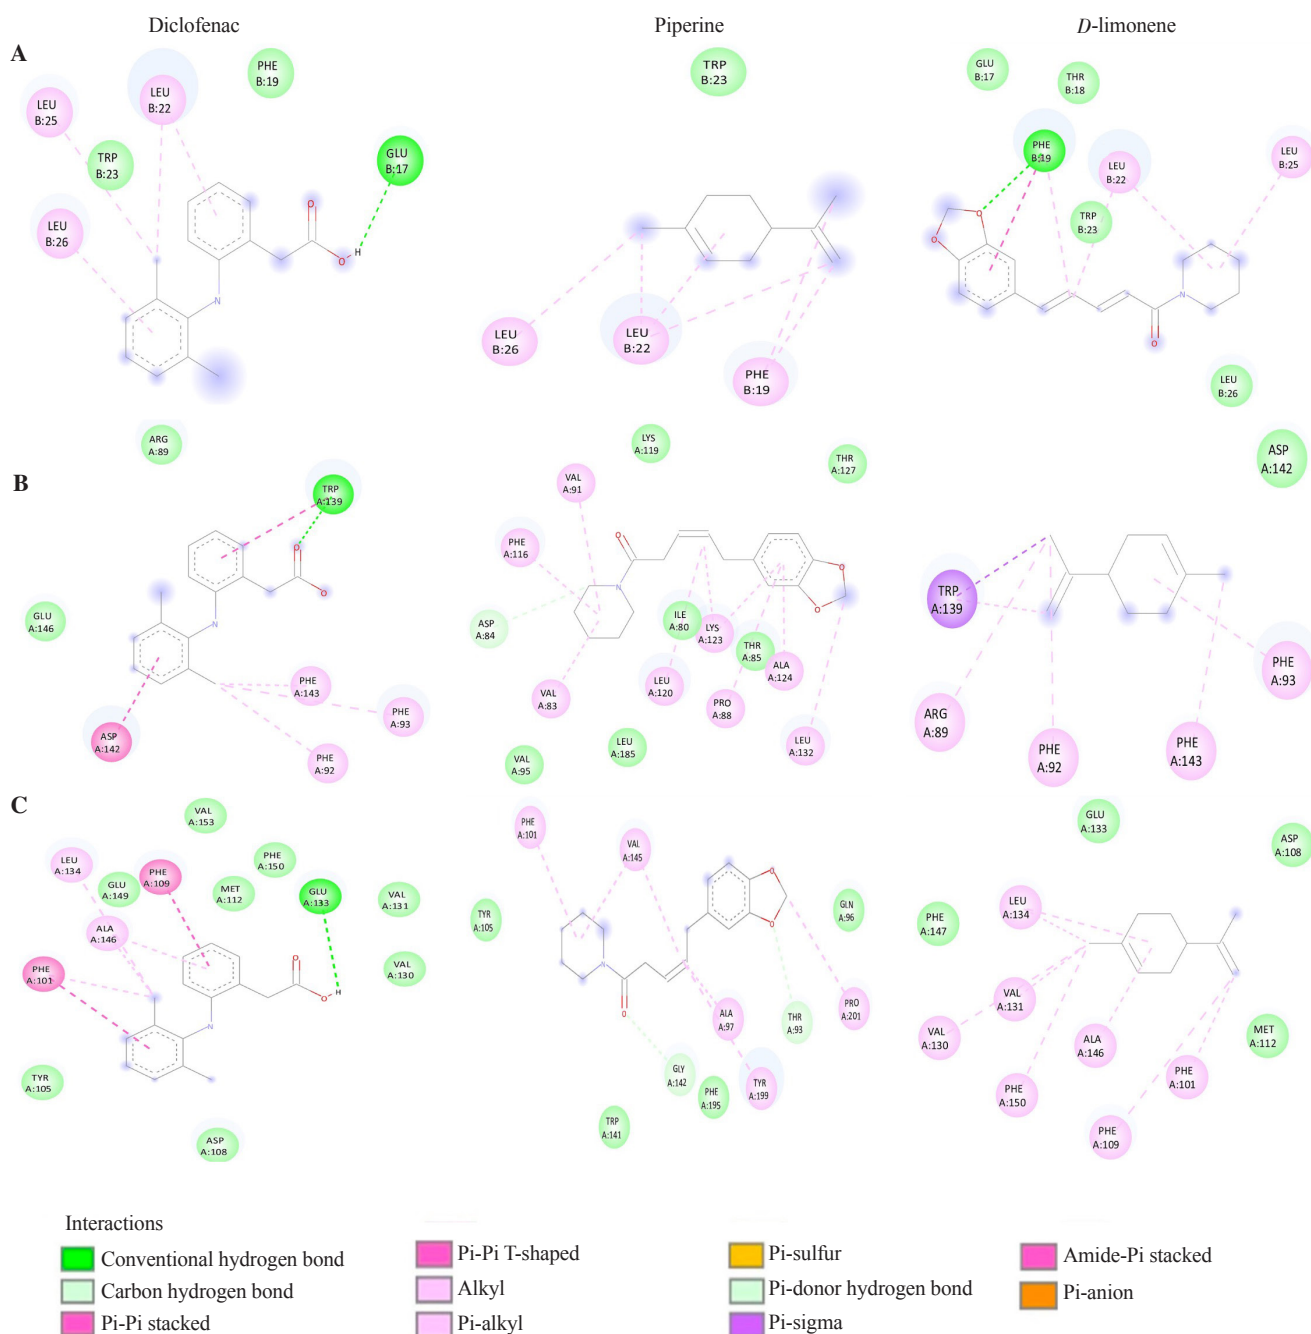 Diclofenac
Piperine
D-limonene
A
LEU
B:25
LEU
B:22
PHE
B:19
TRP
B:23
GLU
B:17
LEU
B:26
O
O
H
N
TRP
B:23
LEU
B:26
LEU
B:22
PHE
B:19
GLU
B:17
THR
B:18
PHE
B:19
LEU
B:22
LEU
B:25
TRP
B:23
O
O
N
O
LEU
B:26
B
ARG
A:89
TRP
A:139
O
O
N
GLU
A:146
PHE
A:143
PHE
A:93
ASP
A:142
PHE
A:92
LYS
A:119
THR
A:127
VAL
A:91
PHE
A:116
O
N
O
O
ASP
A:84
ILE
A:80
LYS
A:123
THR
A:85
ALA
A:124
LEU
A:120
VAL
A:83
PRO
A:88
LEU
A:132
VAL
A:95
LEU
A:185
ASP
A:142
TRP
A:139
PHE
A:93
ARG
A:89
PHE
A:92
PHE
A:143
C
VAL
A:153
LEU
A:134
GLU
A:149
PHE
A:109
MET
A:112
PHE
A:150
GLU
A:133
VAL
A:131
ALA
A:146
VAL
A:130
PHE
A:101
O
O
H
N
TYR
A:105
ASP
A:108
PHE
A:101
VAL
A:145
TYR
A:105
GLN
A:96
O
O
N
O
ALA
A:97
THR
A:93
PRO
A:201
GLY
A:142
PHE
A:195
TYR
A:199
TRP
A:141
GLU
A:133
ASP
A:108
LEU
A:134
PHE
A:147
VAL
A:131
VAL
A:130
ALA
A:146
MET
A:112
PHE
A:150
PHE
A:101
PHE
A:109
Interactions
Conventional hydrogen bond
Carbon hydrogen bond
Pi-Pi stacked
Pi-Pi T-shaped
Alkyl
Pi-alkyl
Pi-sulfur
Pi-donor hydrogen bond
Pi-sigma
Amide-Pi stacked
Pi-anion